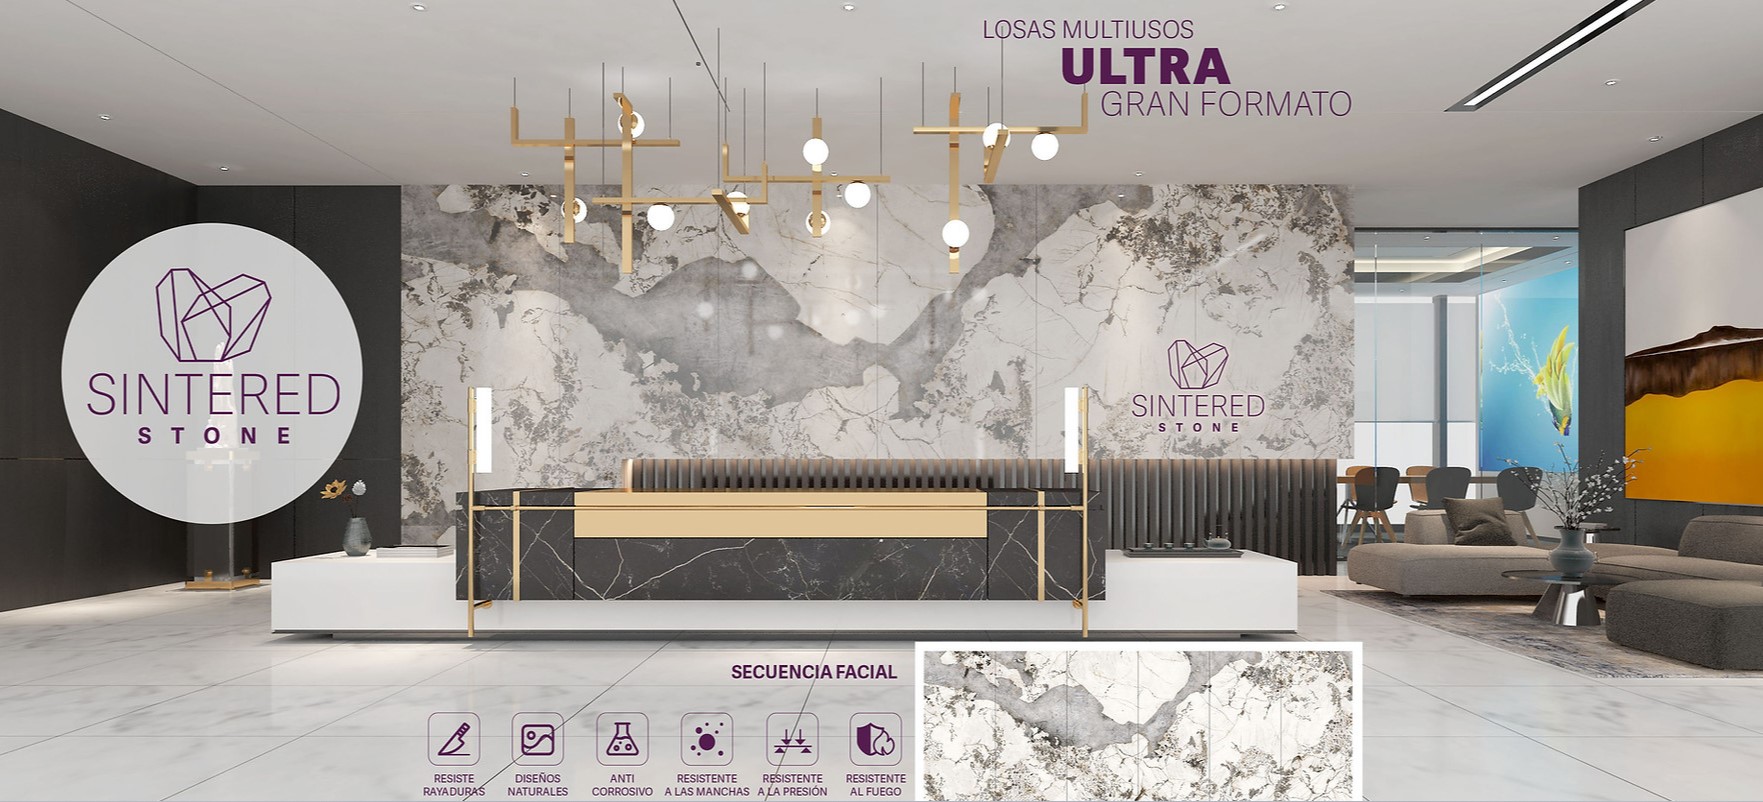 LOSAS MULTIUSOS
ULTRA
GRAN FORMATO
SINTERED
STONE
SINTERED
STONE
SECUENCIA FACIAL
RESISTE
RAYADURAS
DISEÑOS
NATURALES
ANTI
CORROSIVO
RESISTENTE
A LAS MANCHAS
RESISTENTE
A LA PRESIÓN
RESISTENTE
AL FUEGO